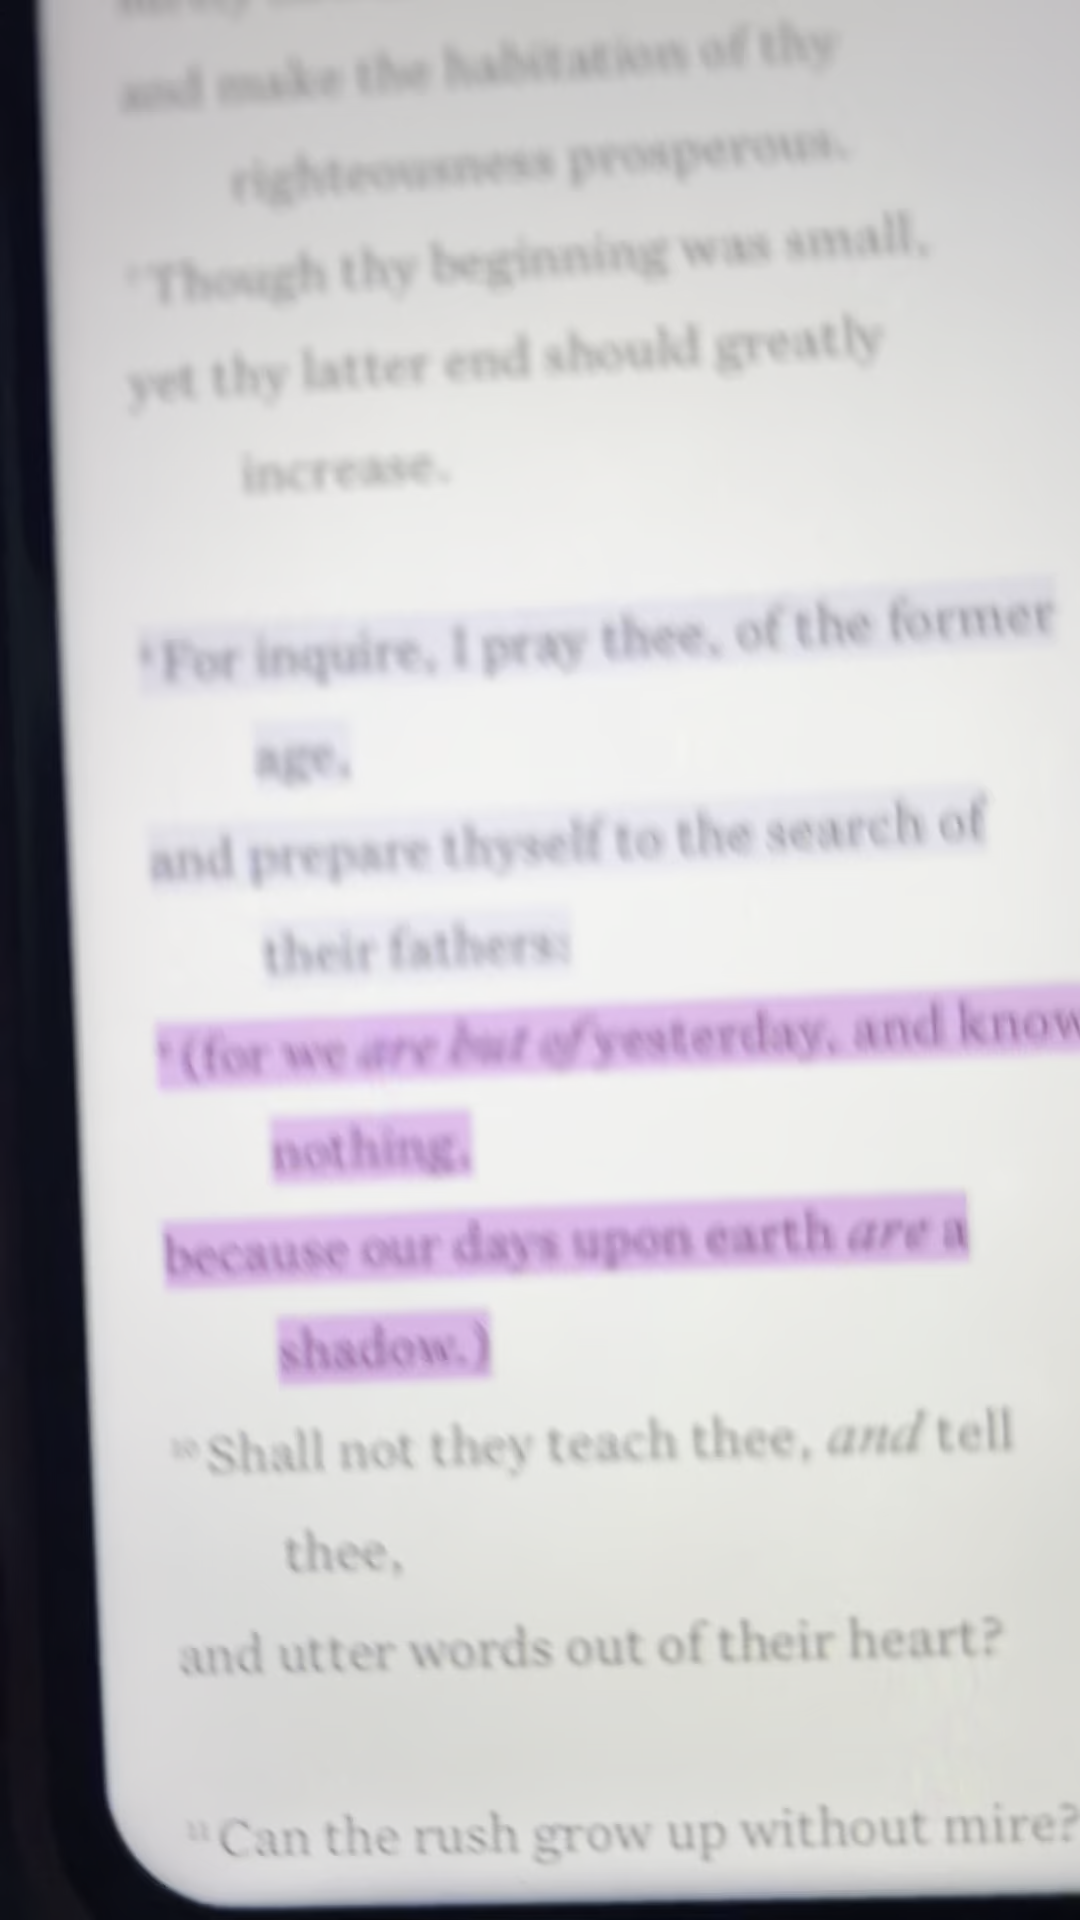 and make the habitation of thy
righteousness prosperous.
Though thy beginning was small,
yet thy latter end should greatly
increase.
For inquire, I pray thee, of the former
age,
and prepare thyself to the search of
their fathers:
(for we are but of yesterday, and know
nothing,
because our days upon earth are a
shadow.)
10 Shall not they teach thee, and tell
thee,
and utter words out of their heart?
11 Can the rush grow up without mire?